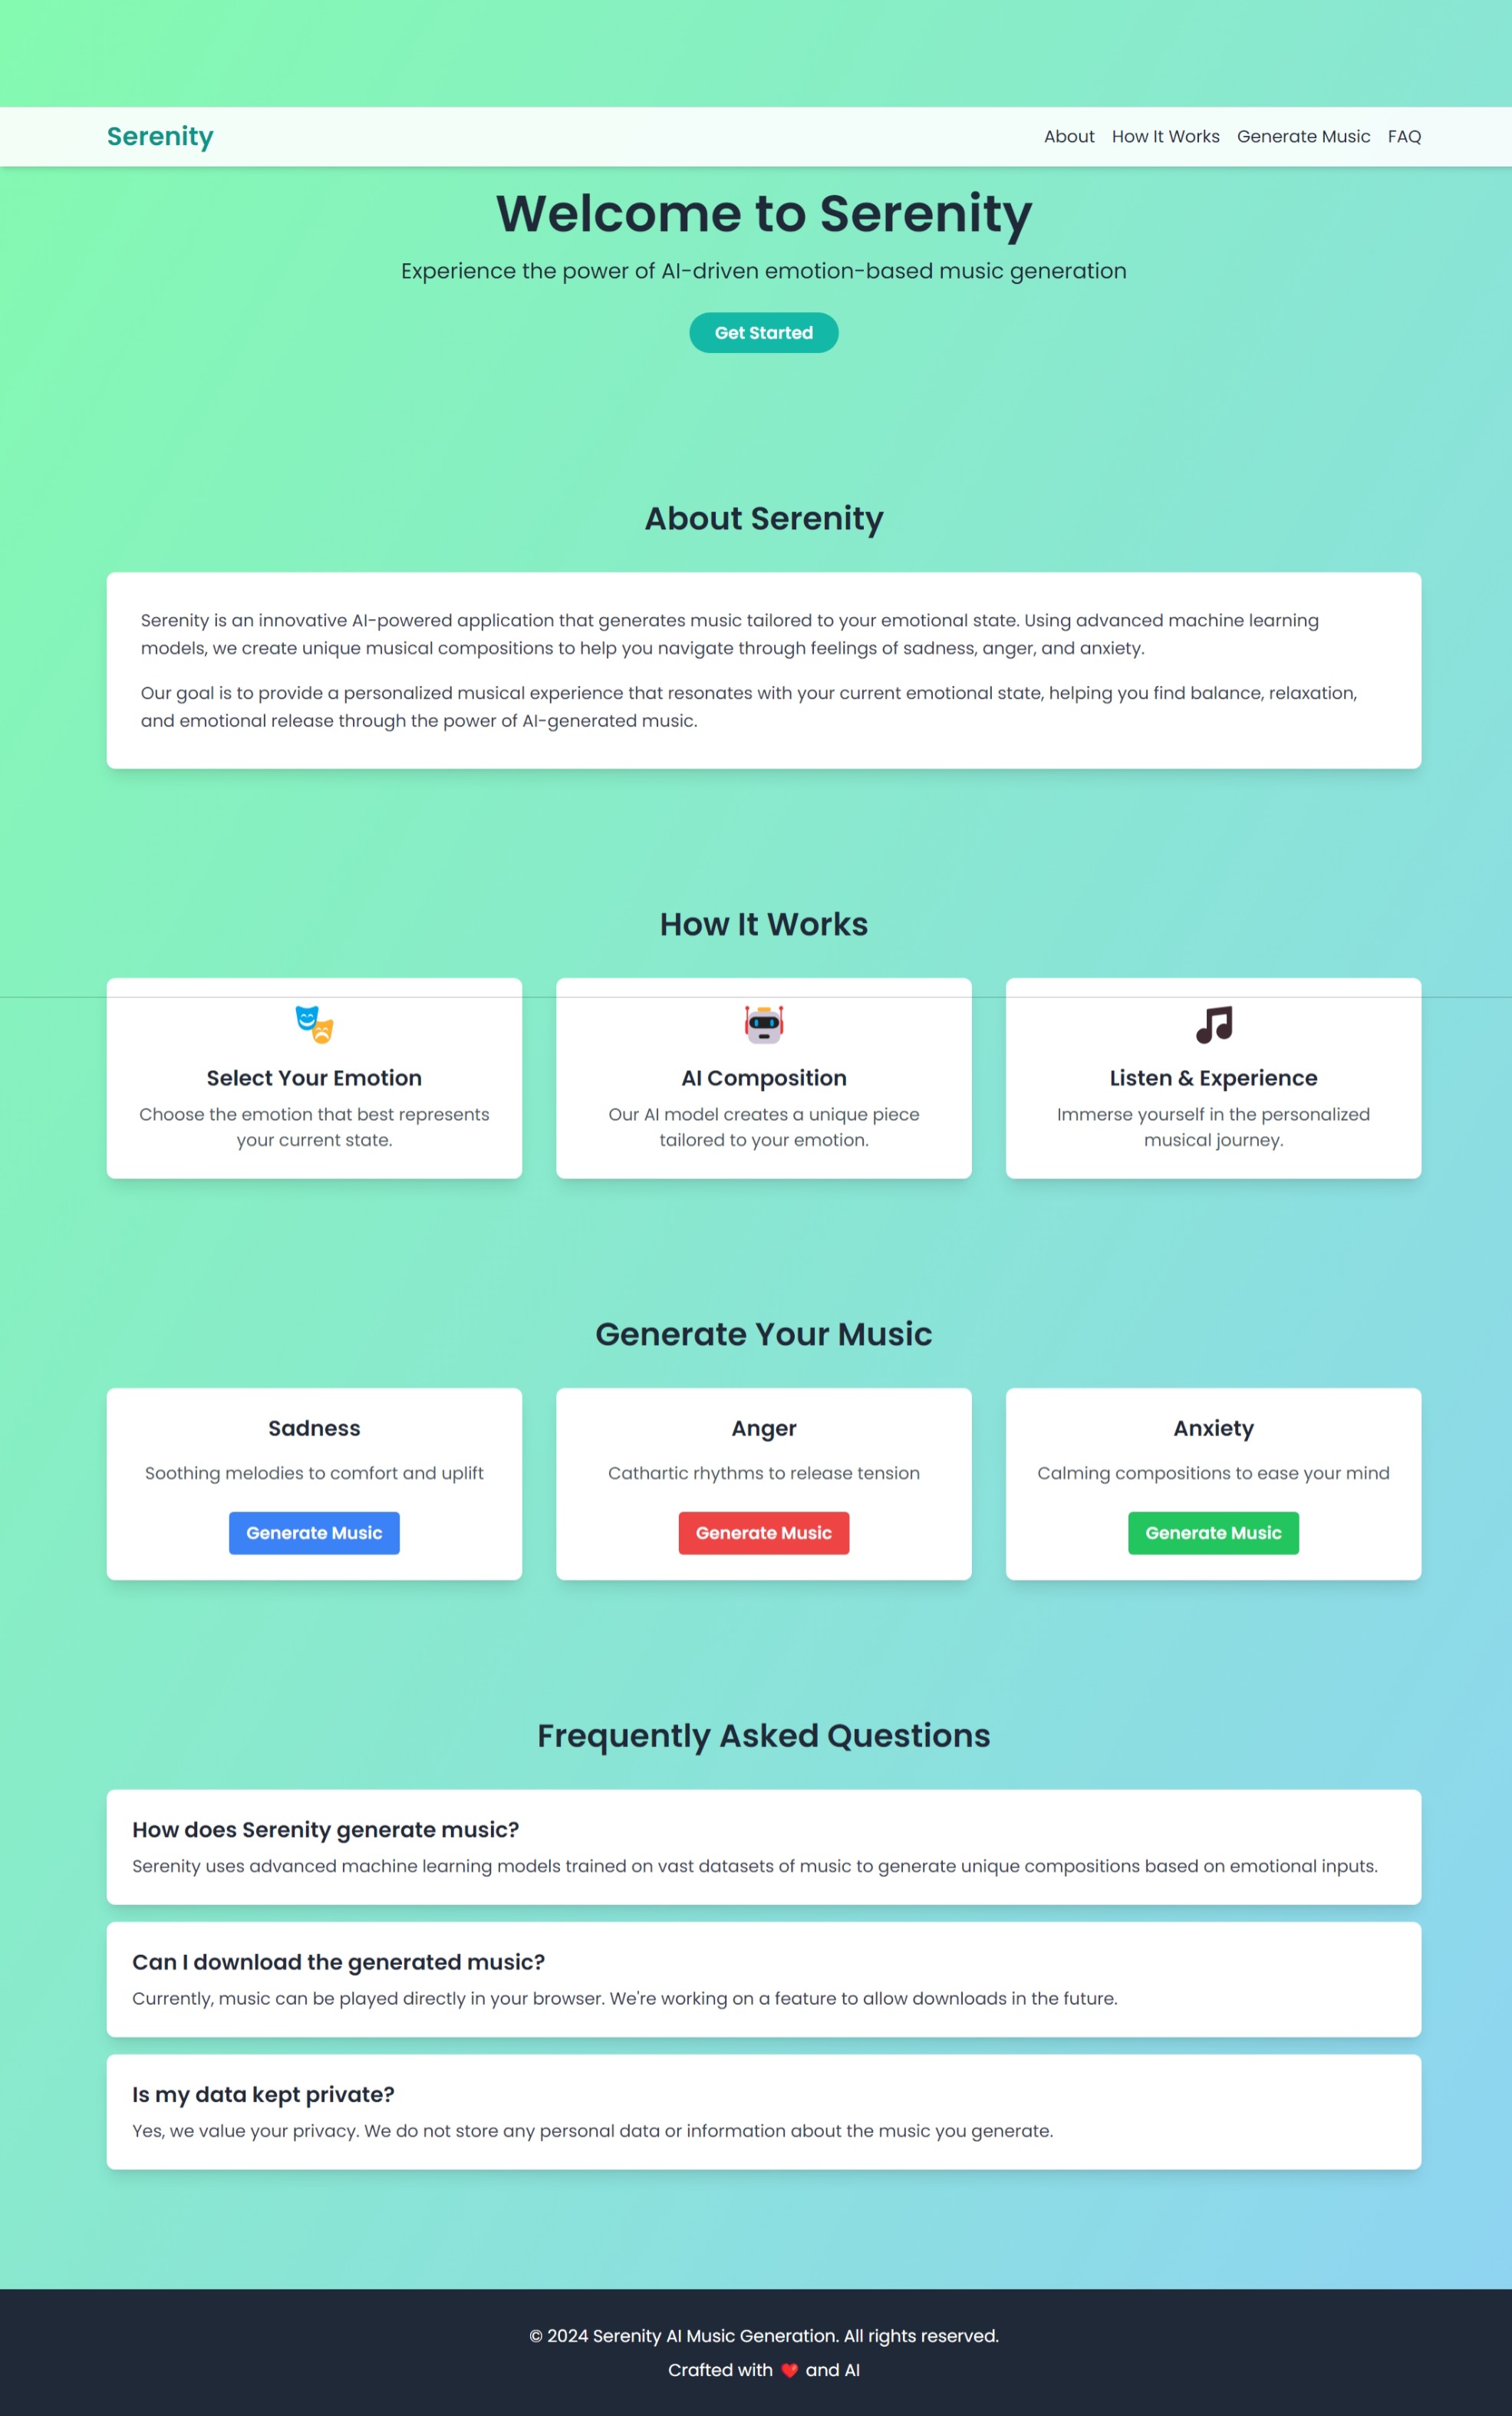 Serenity
About How It Works Generate Music FAQ
Welcome to Serenity
Experience the power of AI-driven emotion-based music generation
Get Started
About Serenity
Serenity is an innovative AI-powered application that generates music tailored to your emotional state. Using advanced machine learning
models, we create unique musical compositions to help you navigate through feelings of sadness, anger, and anxiety.
Our goal is to provide a personalized musical experience that resonates with your current emotional state, helping you find balance, relaxation,
and emotional release through the power of AI-generated music.
How It Works
Select Your Emotion
Choose the emotion that best represents
your current state.
AI Composition
Our AI model creates a unique piece
tailored to your emotion.
Listen & Experience
Immerse yourself in the personalized
musical journey.
Generate Your Music
Sadness
Soothing melodies to comfort and uplift
Generate Music
Anger
Cathartic rhythms to release tension
Generate Music
Anxiety
Calming compositions to ease your mind
Generate Music
Frequently Asked Questions
How does Serenity generate music?
Serenity uses advanced machine learning models trained on vast datasets of music to generate unique compositions based on emotional inputs.
Can I download the generated music?
Currently, music can be played directly in your browser. We're working on a feature to allow downloads in the future.
Is my data kept private?
Yes, we value your privacy. We do not store any personal data or information about the music you generate.
© 2024 Serenity AI Music Generation. All rights reserved.
Crafted with ❤️ and AI